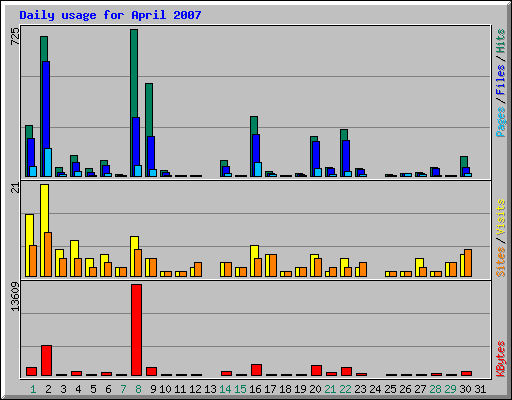 Daily usage for April 2007
725
Pages / Files / Hits
21
Sites / Visits
13609
KBytes
1 2 3 4 5 6 7 8 9 10 11 12 13 14 15 16 17 18 19 20 21 22 23 24 25 26 27 28 29 30 31